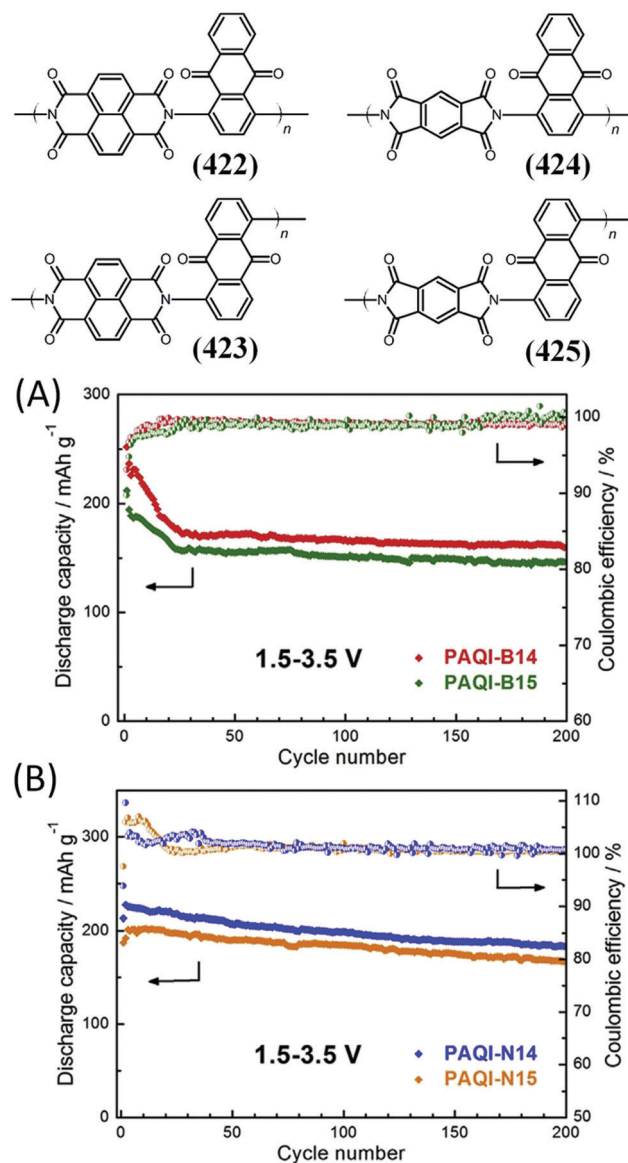 O O O O
N N
O O
O O
n
(422)
O O O O
N N
O O
O O
n
(424)
O O
N N
O O
O O
n
(423)
O O
N N
O O
O O
n
(425)
(A)
300
200
150
100
0
Discharge capacity / mAh g⁻¹
100
90
80
70
60
Coulombic efficiency / %
1.5-3.5 V
PAQI-B14
PAQI-B15
0 50 100 150 200
Cycle number
(B)
300
200
100
0
Discharge capacity / mAh g⁻¹
110
100
90
80
70
60
50
Coulombic efficiency / %
1.5-3.5 V
PAQI-N14
PAQI-N15
0 50 100 150 200
Cycle number